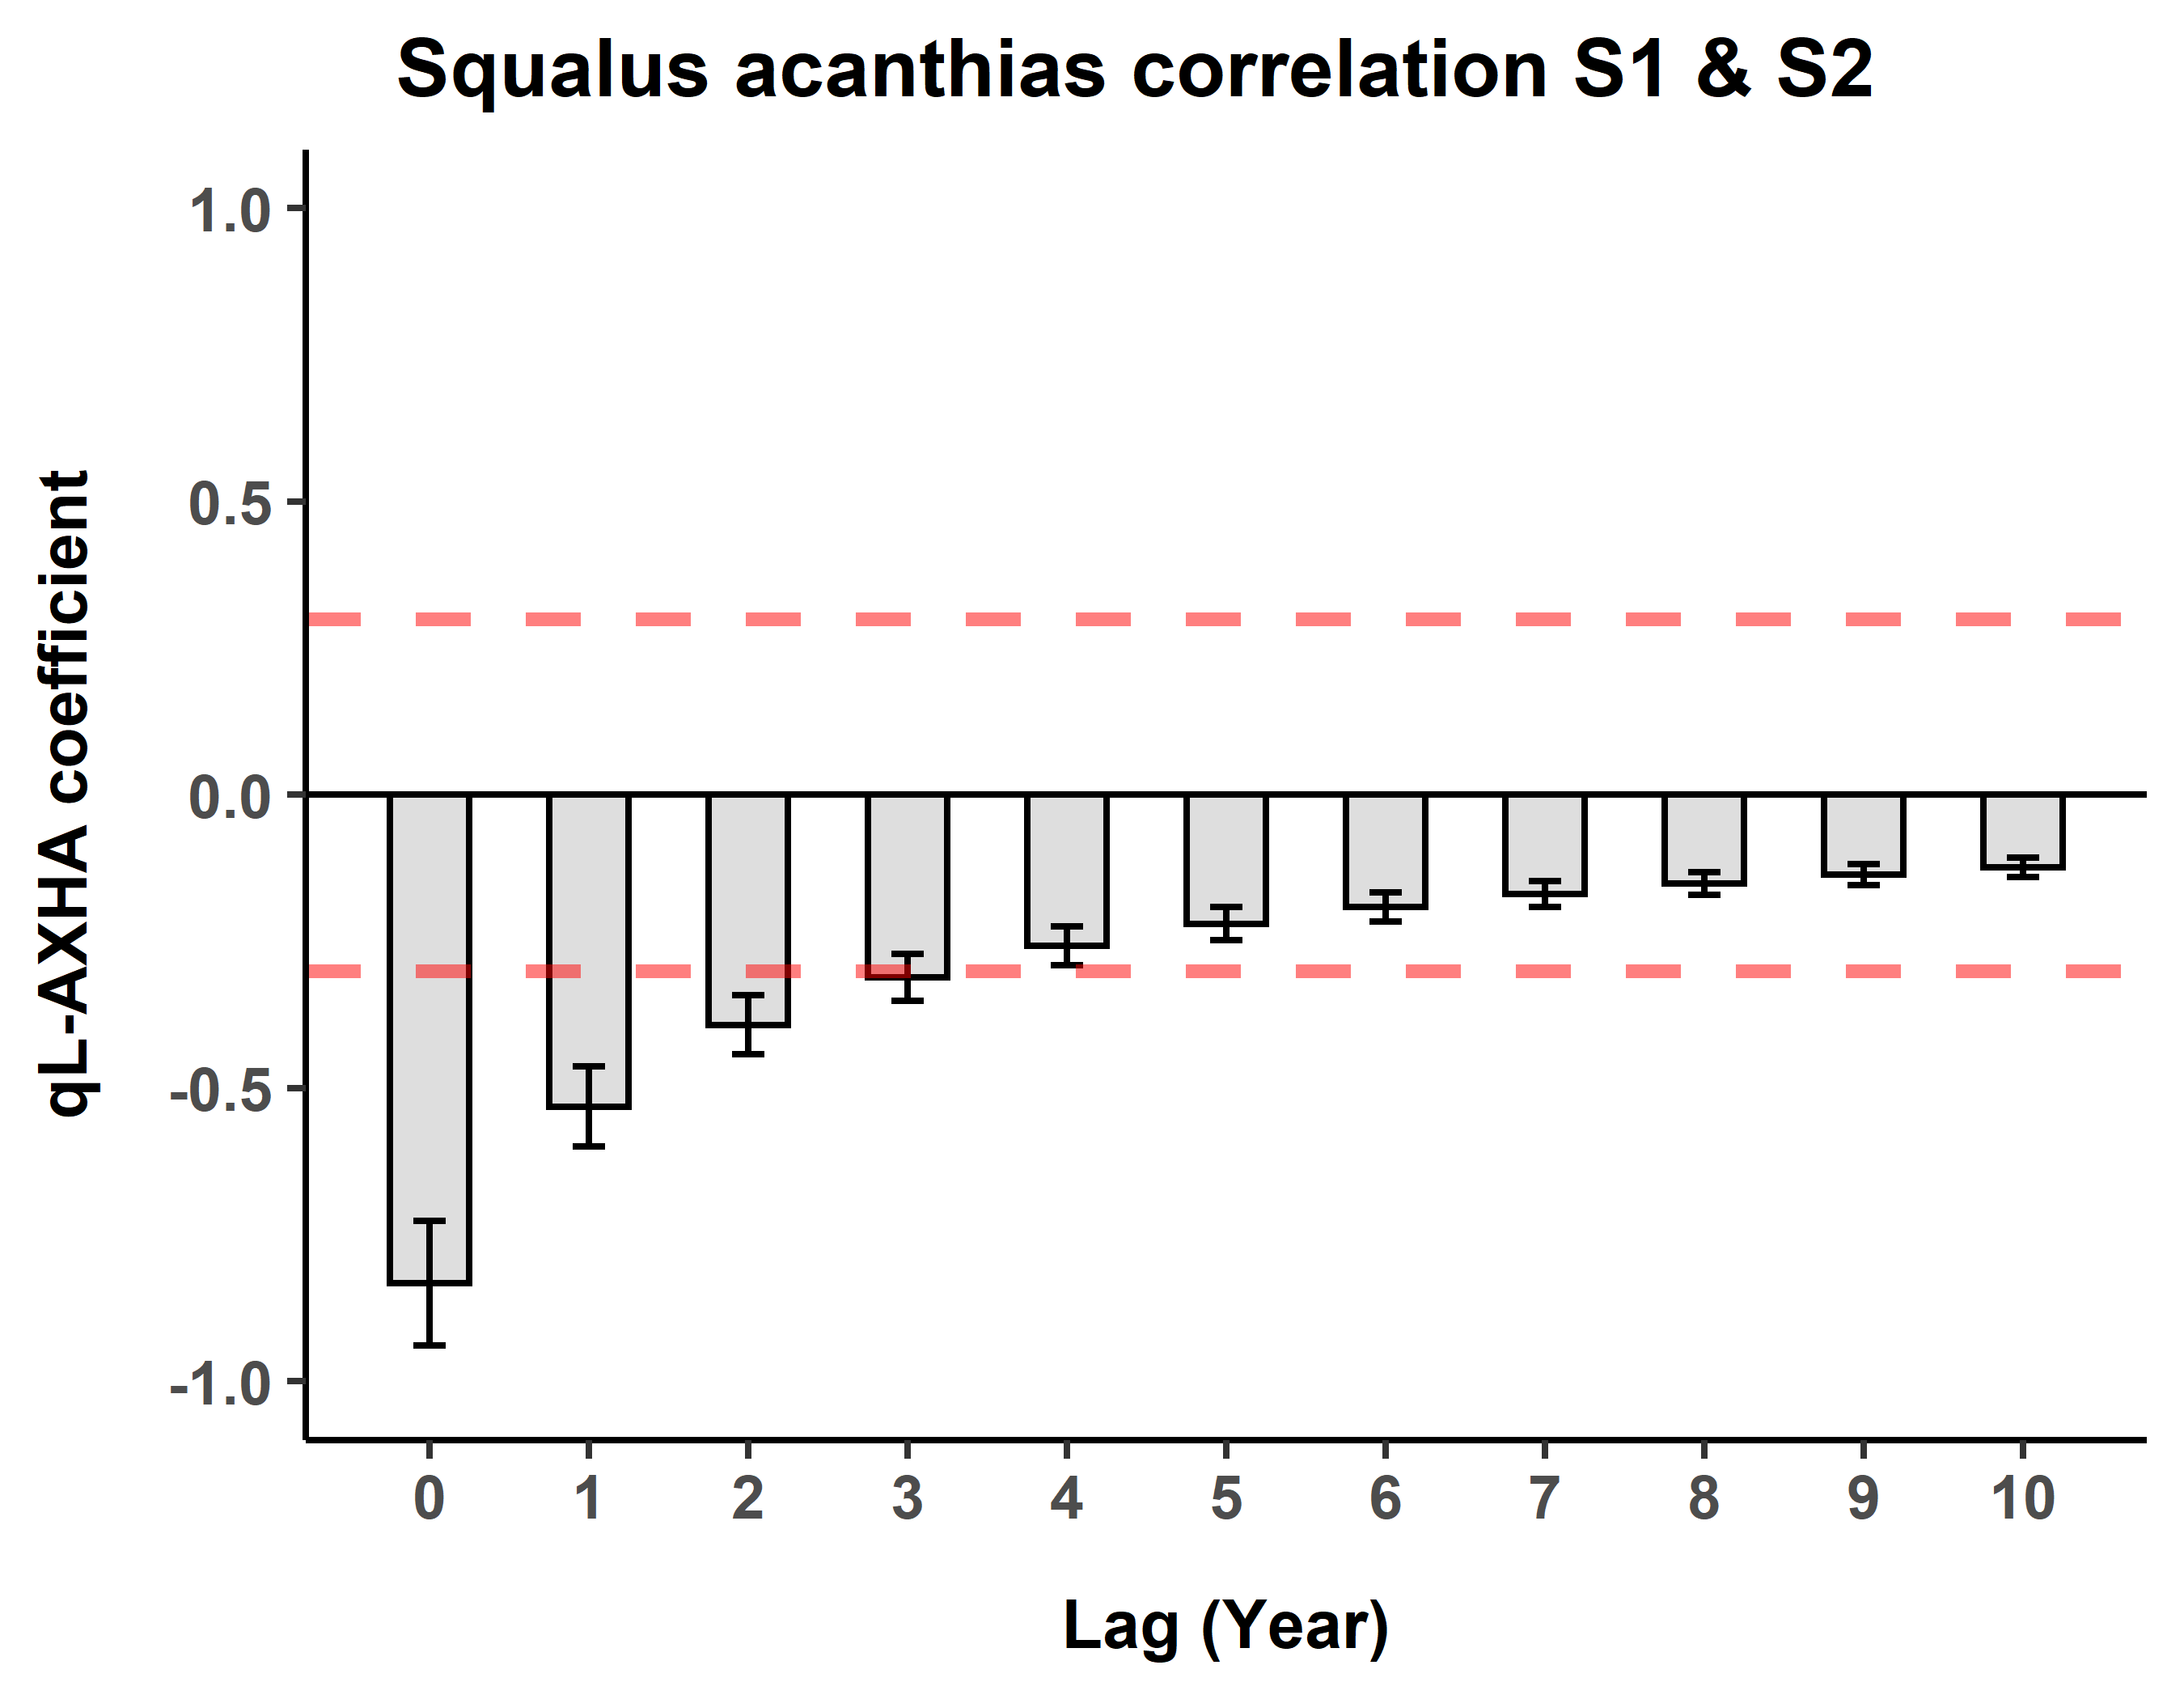 Squalus acanthias correlation S1 & S2
qL-AXHA coefficient
1.0
0.5
0.0
-0.5
-1.0
0 1 2 3 4 5 6 7 8 9 10
Lag (Year)